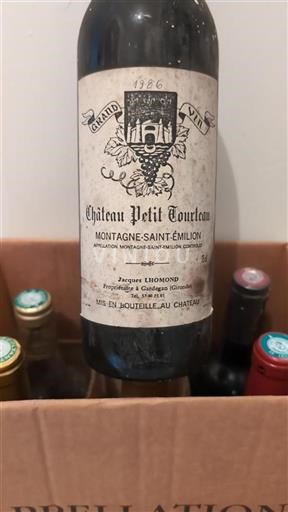 1986
GRAND VIN
Château Petit Tourteau
MONTAGNE-SAINT-ÉMILION
APPELLATION MONTAGNE-SAINT-ÉMILION CONTRÔLÉE
VINIOU
Jacques LHOMOND
Propriétaire à Gardegan (Gironde)
MIS EN BOUTEILLE AU CHATEAU